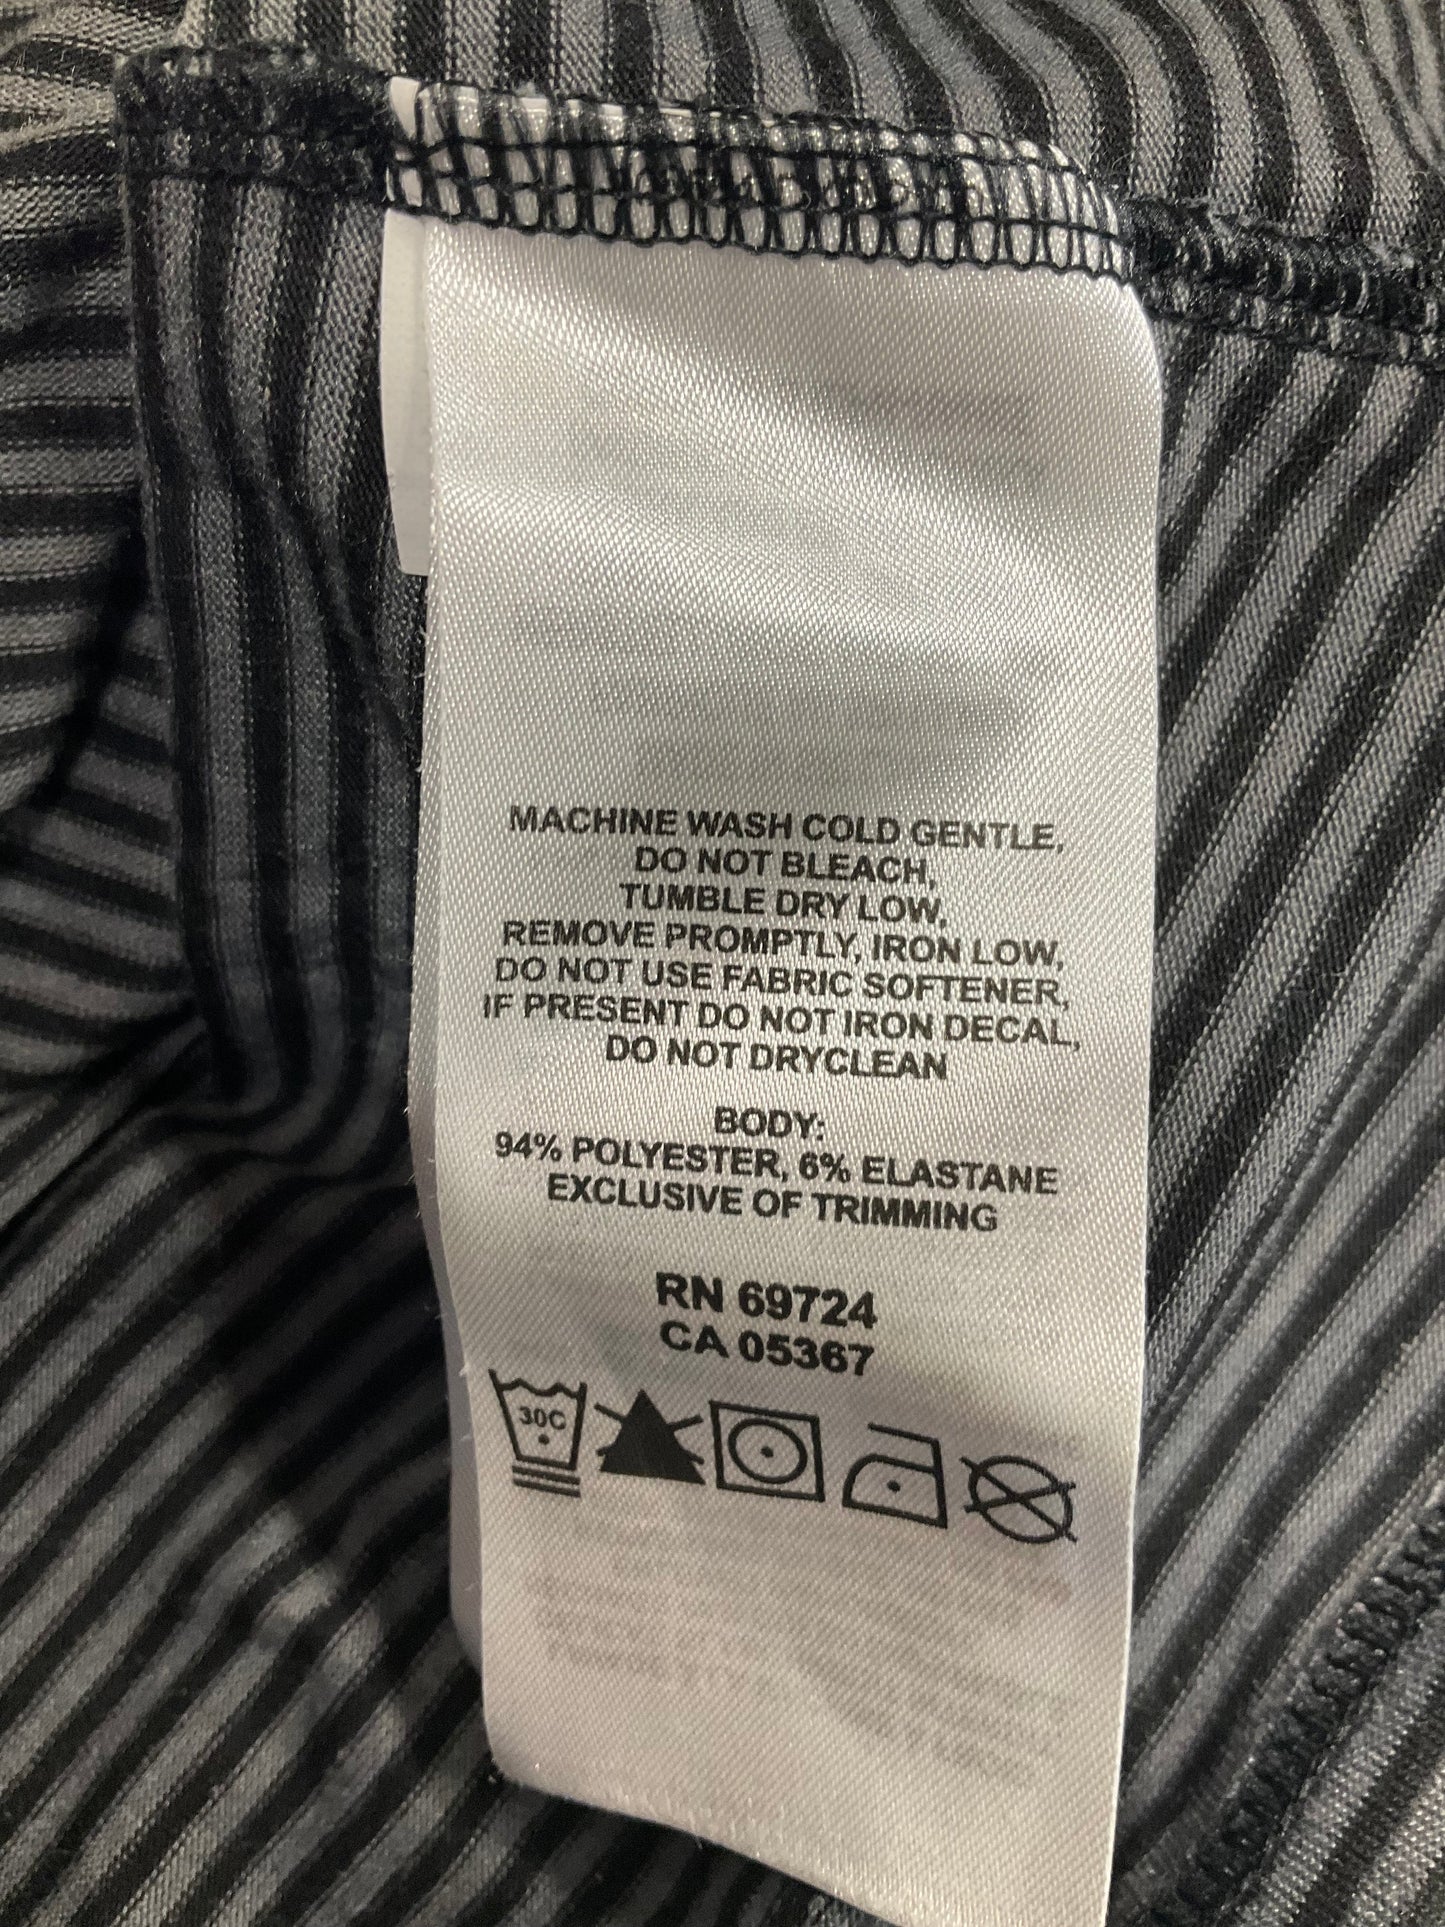 MACHINE WASH COLD GENTLE,
DO NOT BLEACH,
TUMBLE DRY LOW,
REMOVE PROMPTLY, IRON LOW,
DO NOT USE FABRIC SOFTENER,
IF PRESENT DO NOT IRON DECAL,
DO NOT DRYCLEAN
BODY:
94% POLYESTER, 6% ELASTANE
EXCLUSIVE OF TRIMMING
RN 69724
CA 05367
30C